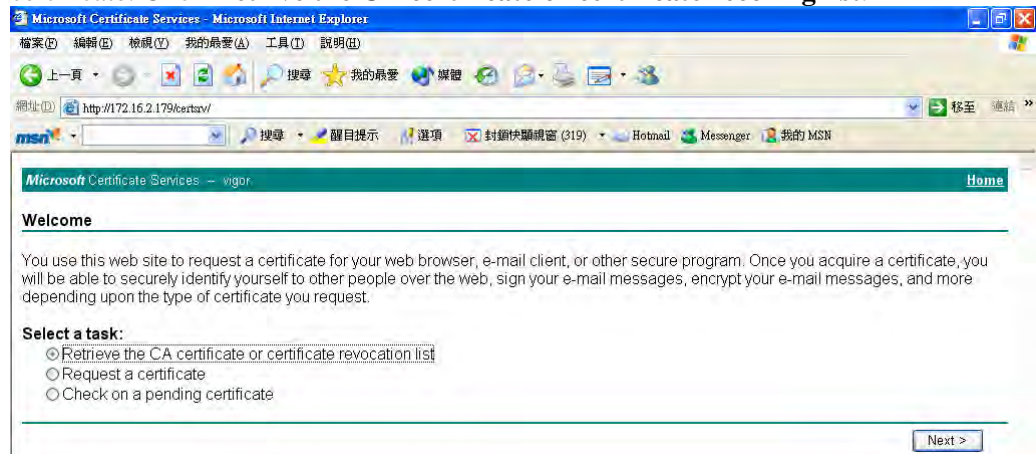 Microsoft Certificate Services - Microsoft Internet Explorer
檔案(F) 編輯(E) 檢視(V) 我的最愛(A) 工具(T) 說明(H)
上一頁 搜尋 我的最愛 媒體
網址(D) http://172.16.2.179/certsrv/ 移至 連結 »
msn 搜尋 醒目提示 選項 封鎖快顯視窗 (319) Hotmail Messenger 我的 MSN
Microsoft Certificate Services -- vigor Home
Welcome
You use this web site to request a certificate for your web browser, e-mail client, or other secure program. Once you acquire a certificate, you
will be able to securely identify yourself to other people over the web, sign your e-mail messages, encrypt your e-mail messages, and more
depending upon the type of certificate you request.
Select a task:
Retrieve the CA certificate or certificate revocation list
Request a certificate
Check on a pending certificate
Next >